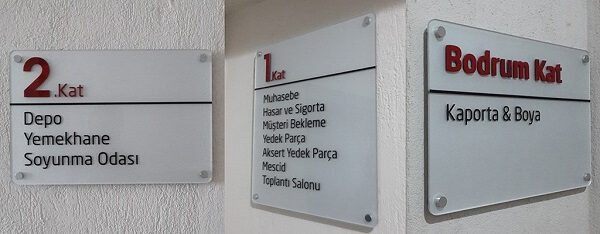 2.Kat
Depo
Yemekhane
Soyunma Odası
1.Kat
Muhasebe
Hasar ve Sigorta
Müşteri Bekleme
Yedek Parça
Aksert Yedek Parça
Mescid
Toplantı Salonu
Bodrum Kat
Kaporta & Boya